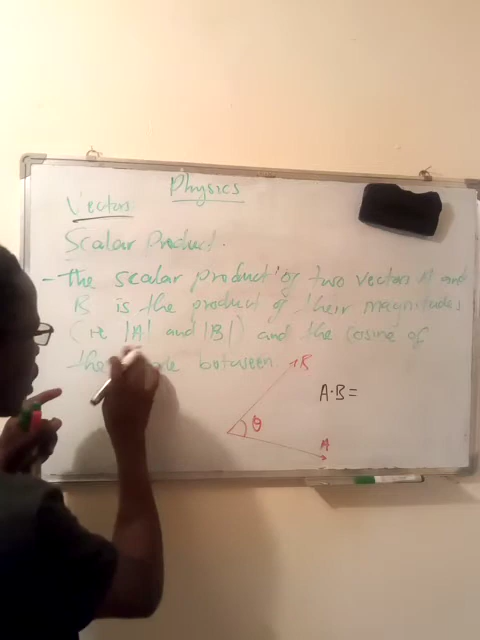 Physics
Vectors
Scalar Product.
- The scalar product of two vectors A and
B is the product of their magnitudes
(ie |A| and |B|) and the cosine of
the between
B
A·B=
θ
A